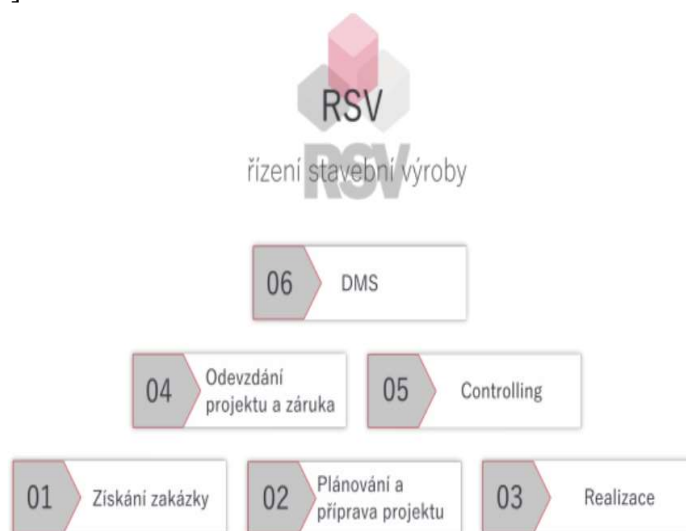 RSV
RSV
řízení stavební výroby
06 DMS
04 Odevzdání
projektu a záruka
05 Controlling
01 Získání zakázky
02 Plánování a
příprava projektu
03 Realizace